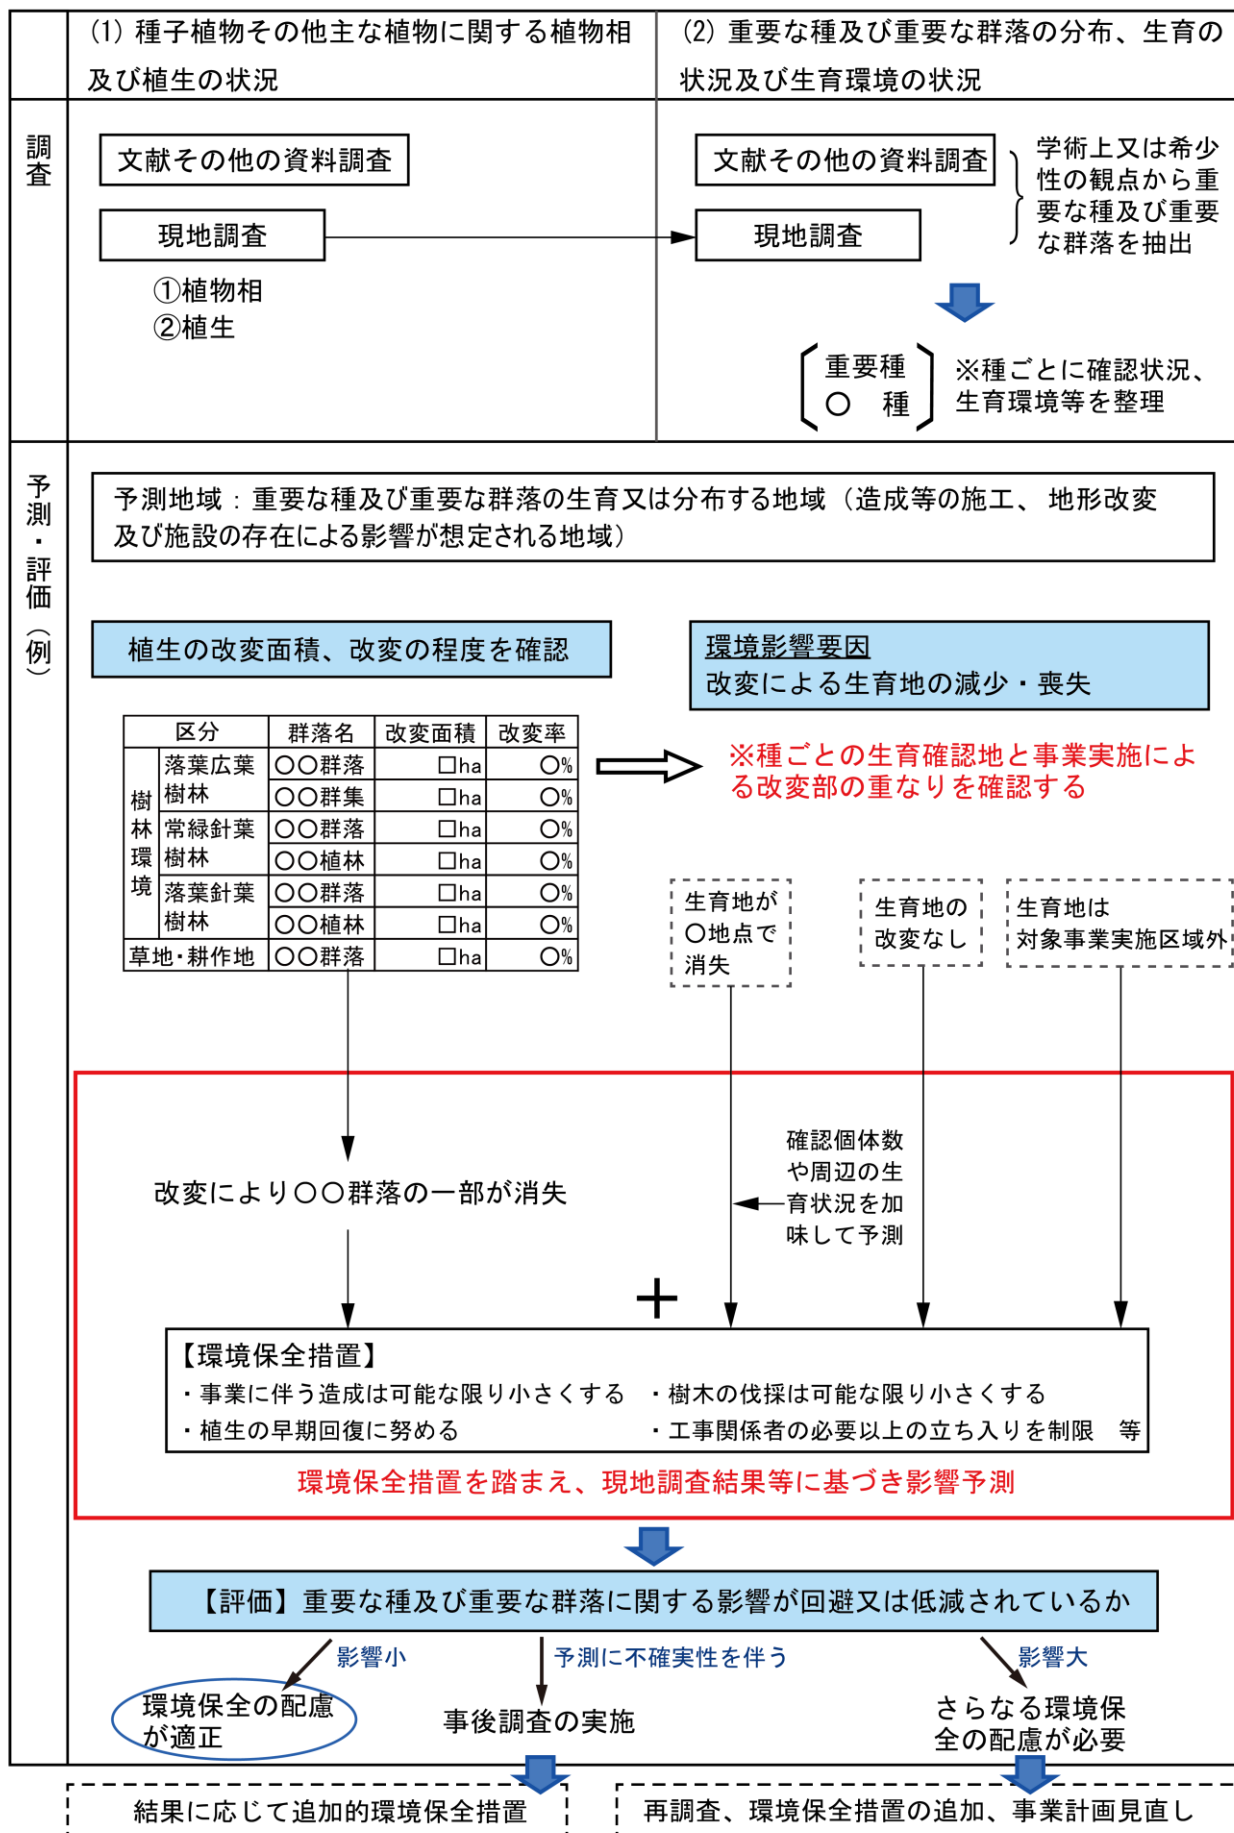 (1) 種子植物その他主な植物に関する植物相
及び植生の状況
(2) 重要な種及び重要な群落の分布、生育の
状況及び生育環境の状況
調査
文献その他の資料調査
現地調査
①植物相
②植生
文献その他の資料調査
現地調査
学術上又は希少
性の観点から重
要な種及び重要
な群落を抽出
重要種
○ 種
※種ごとに確認状況、
生育環境等を整理
予測・評価（例）
予測地域：重要な種及び重要な群落の生育又は分布する地域（造成等の施工、地形改変
及び施設の存在による影響が想定される地域）
植生の改変面積、改変の程度を確認
環境影響要因
改変による生育地の減少・喪失
区分 群落名 改変面積 改変率
樹林環境
落葉広葉
樹林
○○群落 □ha ○%
○○群集 □ha ○%
常緑針葉
樹林
○○群落 □ha ○%
○○植林 □ha ○%
落葉針葉
樹林
○○群落 □ha ○%
○○植林 □ha ○%
草地・耕作地 ○○群落 □ha ○%
※種ごとの生育確認地と事業実施によ
る改変部の重なりを確認する
生育地が
○地点で
消失
生育地の
改変なし
生育地は
対象事業実施区域外
改変により○○群落の一部が消失
確認個体数
や周辺の生
育状況を加
味して予測
＋
【環境保全措置】
・事業に伴う造成は可能な限り小さくする ・樹木の伐採は可能な限り小さくする
・植生の早期回復に努める ・工事関係者の必要以上の立ち入りを制限 等
環境保全措置を踏まえ、現地調査結果等に基づき影響予測
【評価】重要な種及び重要な群落に関する影響が回避又は低減されているか
影響小
予測に不確実性を伴う
影響大
環境保全の配慮
が適正
事後調査の実施
さらなる環境保
全の配慮が必要
結果に応じて追加的環境保全措置
再調査、環境保全措置の追加、事業計画見直し